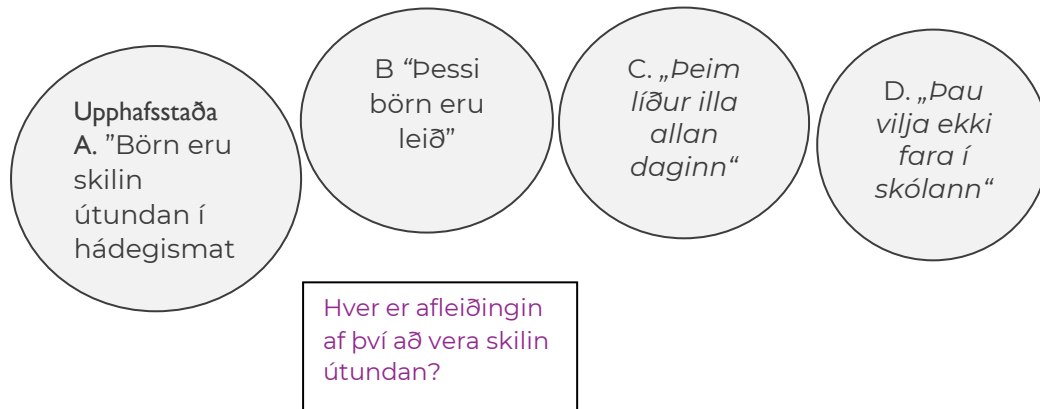 Upphafsstaða
A. ”Börn eru
skilin
útundan í
hádegismat
B “Þessi
börn eru
leið”
C. „Þeim
líður illa
allan
daginn“
D. „Þau
vilja ekki
fara í
skólann“
Hver er afleiðingin
af því að vera skilin
útundan?